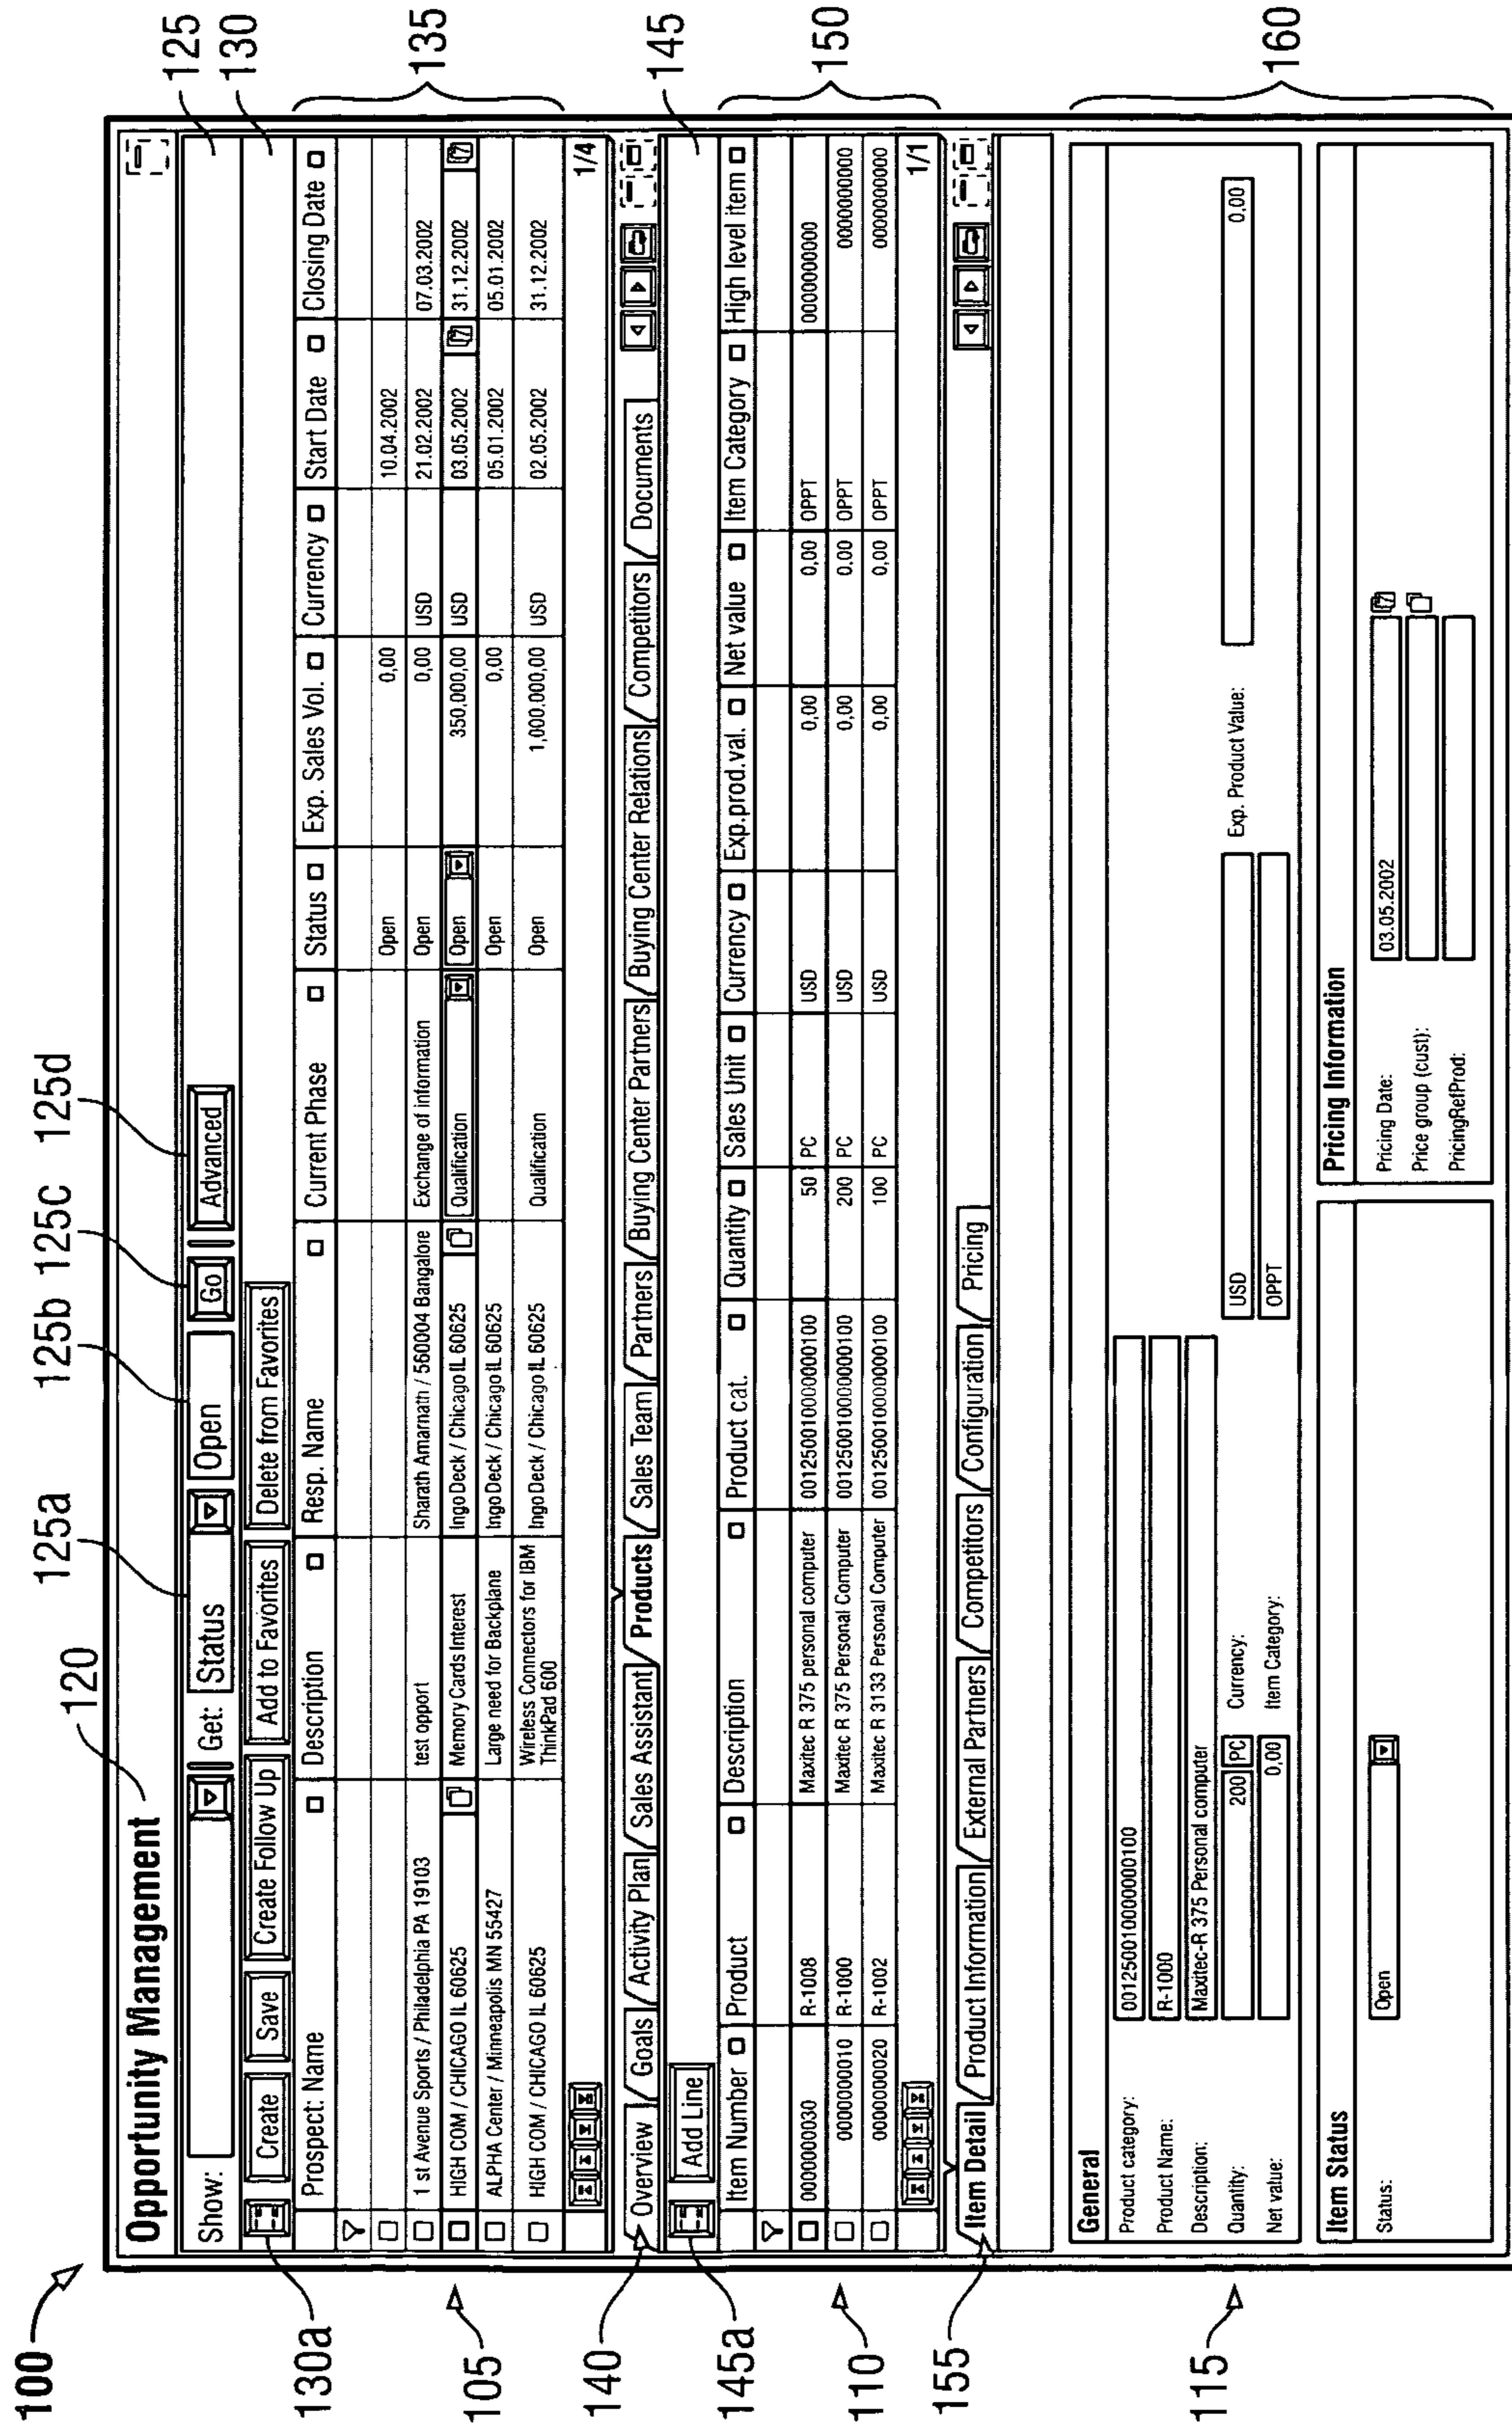 100
120
125a
125b
125c
125d
125
130
Opportunity Management
Show: Get: Status Open Go Advanced
Create Save Create Follow Up Add to Favorites Delete from Favorites
130a
Prospect: Name Description Resp. Name Current Phase Status Exp. Sales Vol. Currency Start Date Closing Date
Open 0,00 10.04.2002
1 st Avenue Sports / Philadelphia PA 19103 test opport Sharath Amarnath / 560004 Bangalore Exchange of information Open 0,00 USD 21.02.2002 07.03.2002
HIGH COM / CHICAGO IL 60625 Memory Cards Interest Ingo Deck / Chicago IL 60625 Qualification Open 350,000,00 USD 03.05.2002 31.12.2002
ALPHA Center / Minneapolis MN 55427 Large need for Backplane Ingo Deck / Chicago IL 60625 Open 0,00 05.01.2002 05.01.2002
HIGH COM / CHICAGO IL 60625 Wireless Connectors for IBM Ingo Deck / Chicago IL 60625 Qualification Open 1,000.000,00 USD 02.05.2002 31.12.2002
ThinkPad 600
1/4
105
135
140
Overview Goals Activity Plan Sales Assistant Products Sales Team Partners Buying Center Partners Buying Center Relations Competitors Documents
145
Add Line
145a
Item Number Product Description Product cat. Quantity Sales Unit Currency Exp.prod.val. Net value Item Category High level item
0000000030 R-1008 Maxitec R 375 personal computer 00125001000000000100 50 PC USD 0,00 0,00 OPPT 0000000000
0000000010 R-1000 Maxitec R 375 Personal Computer 00125001000000000100 200 PC USD 0,00 0,00 OPPT 0000000000
0000000020 R-1002 Maxitec R 3133 Personal Computer 00125001000000000100 100 PC USD 0,00 0,00 OPPT 0000000000
1/1
110
150
155
Item Detail Product Information External Partners Competitors Configuration Pricing
General
Product category: 00125001000000000100
Product Name: R-1000
Description: Maxitec-R 375 Personal computer
Quantity: 200 PC Currency: USD Exp. Product Value: 0,00
Net value: 0,00 Item Category: OPPT
115
160
Item Status
Status: Open
Pricing Information
Pricing Date: 03.05.2002
Price group (cust):
PricingRefProd: